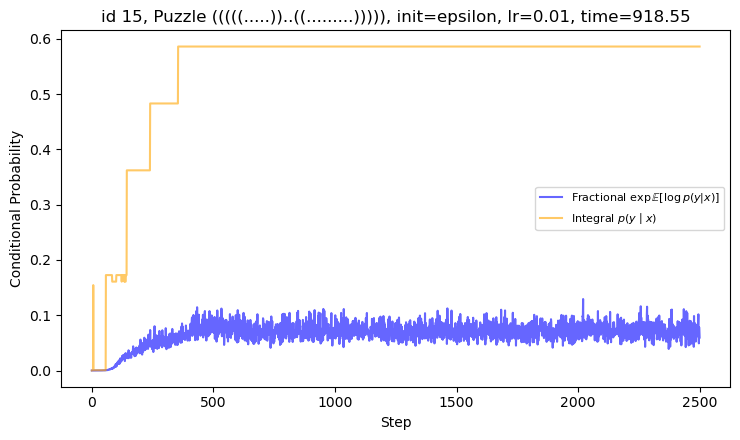 id 15, Puzzle (((((.....))..((.........))))), init=epsilon, lr=0.01, time=918.55
Conditional Probability
0.6
0.5
0.4
0.3
0.2
0.1
0.0
Fractional exp𝔼[log p(y|x)]
Integral p(y | x)
0 500 1000 1500 2000 2500
Step